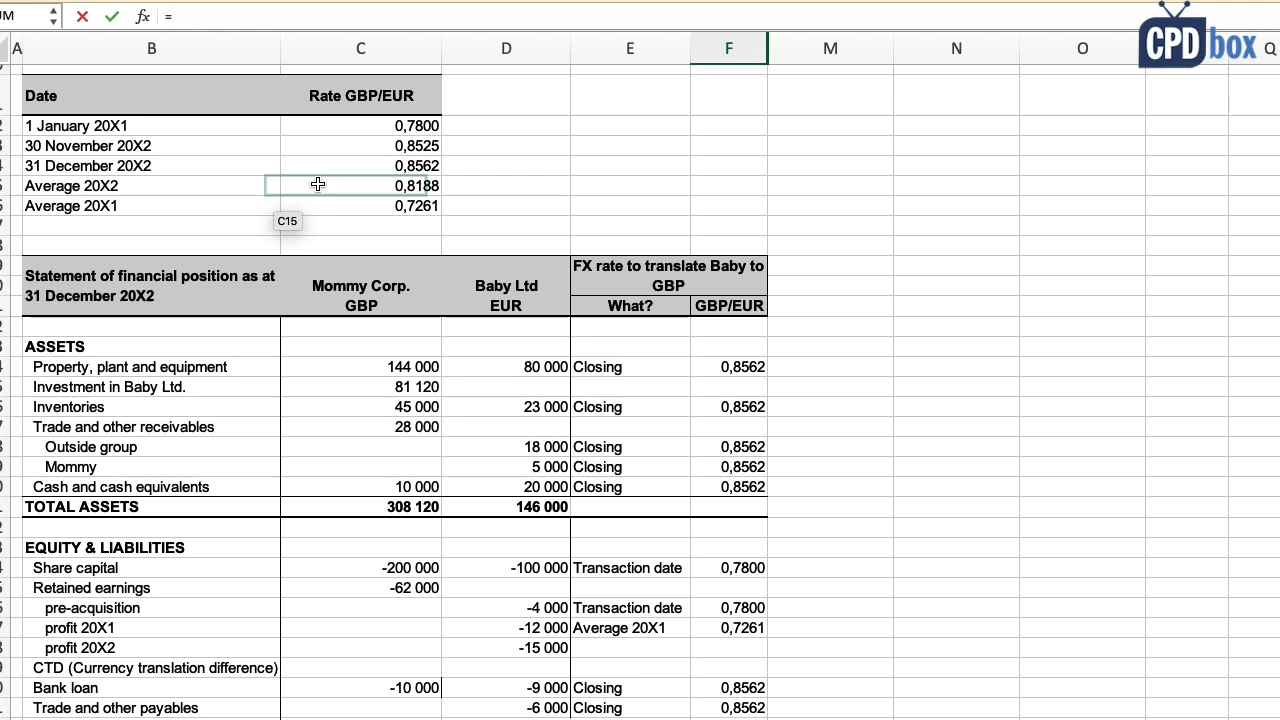 UM fx =
CPDbox
A B C D E F M N O Q
Date Rate GBP/EUR
1 January 20X1 0,7800
30 November 20X2 0,8525
31 December 20X2 0,8562
Average 20X2 0,8188
Average 20X1 0,7261
C15
Statement of financial position as at 31 December 20X2 Mommy Corp. GBP Baby Ltd EUR FX rate to translate Baby to GBP
What? GBP/EUR
ASSETS
Property, plant and equipment 144 000 80 000 Closing 0,8562
Investment in Baby Ltd. 81 120
Inventories 45 000 23 000 Closing 0,8562
Trade and other receivables 28 000
Outside group 18 000 Closing 0,8562
Mommy 5 000 Closing 0,8562
Cash and cash equivalents 10 000 20 000 Closing 0,8562
TOTAL ASSETS 308 120 146 000
EQUITY & LIABILITIES
Share capital -200 000 -100 000 Transaction date 0,7800
Retained earnings -62 000
pre-acquisition -4 000 Transaction date 0,7800
profit 20X1 -12 000 Average 20X1 0,7261
profit 20X2 -15 000
CTD (Currency translation difference)
Bank loan -10 000 -9 000 Closing 0,8562
Trade and other payables -6 000 Closing 0,8562